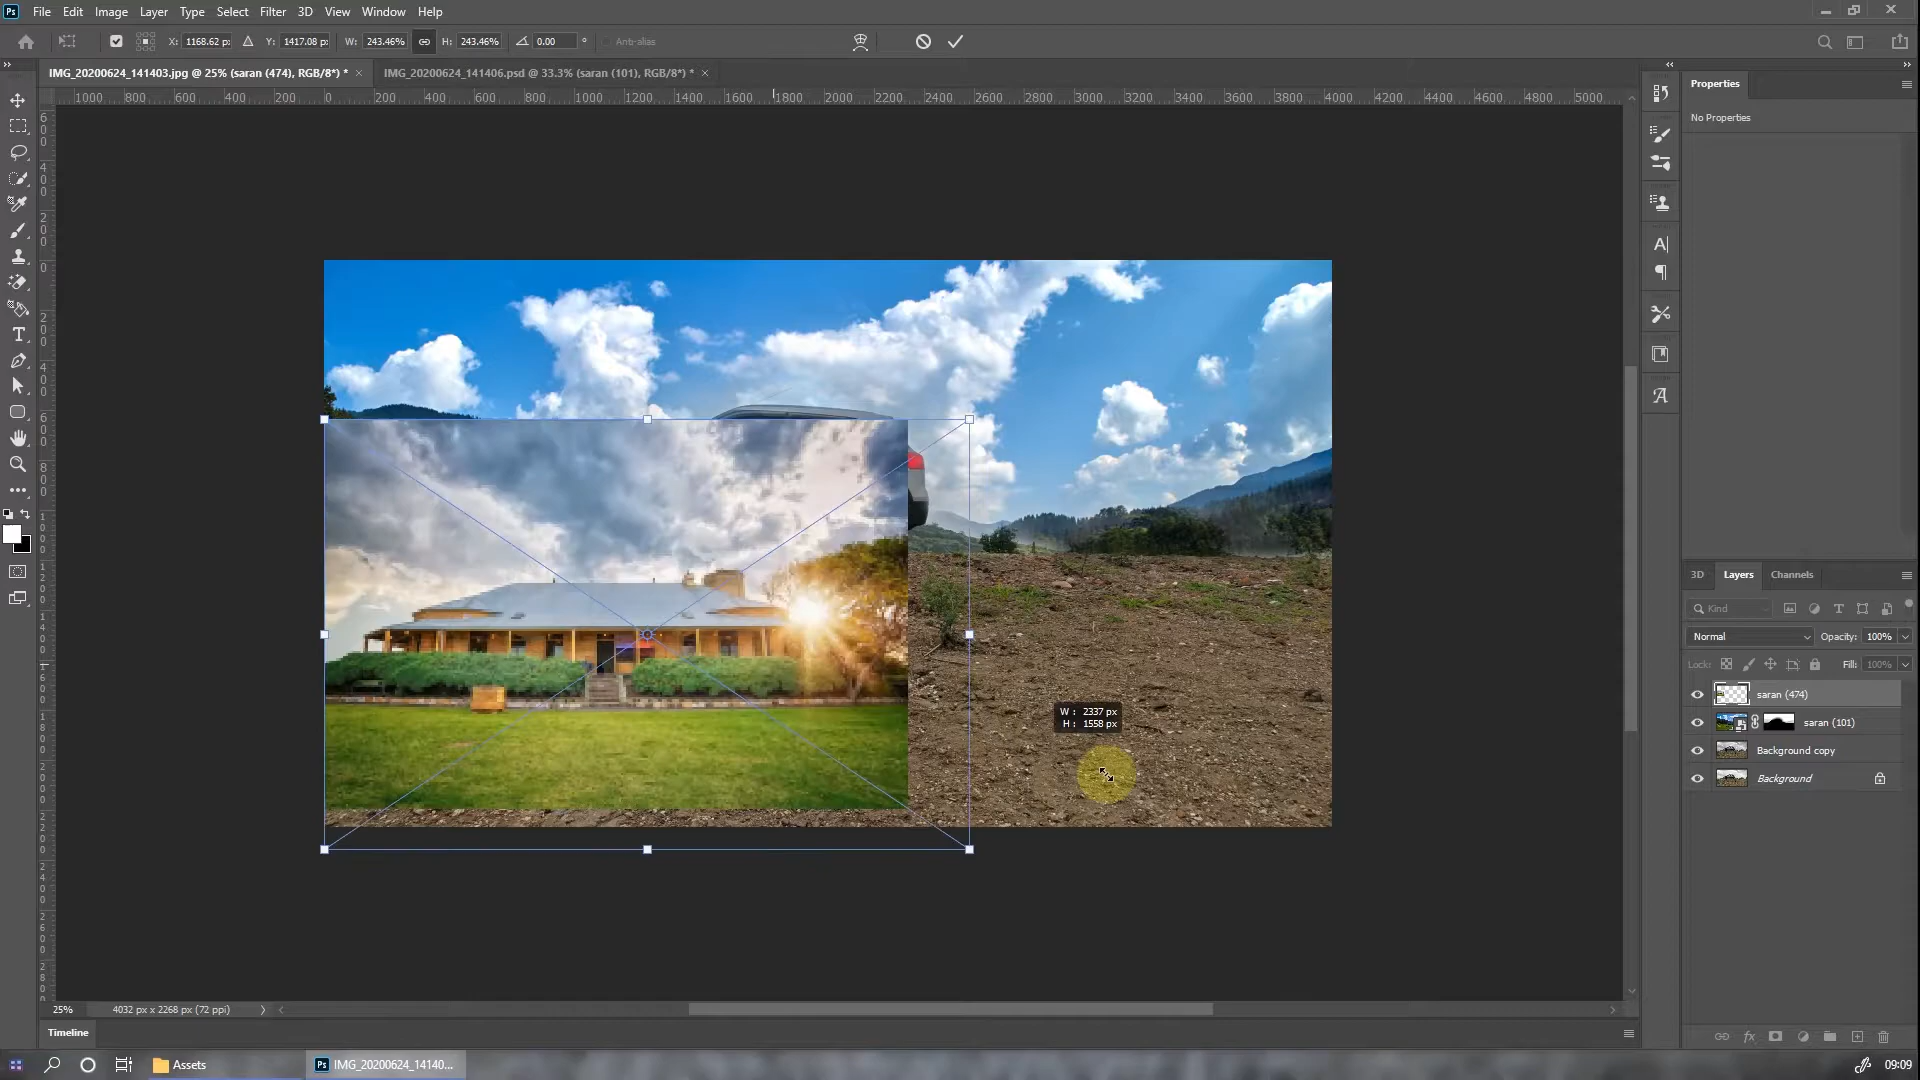 Ps File Edit Image Layer Type Select Filter 3D View Window Help
X: 1168.62 p: Y: 1417.08 p: W: 243.46% H: 243.46% 0.00 ° Anti-alias
IMG_20200624_141403.jpg @ 25% (saran (474), RGB/8*) * × IMG_20200624_141406.psd @ 33.3% (saran (101), RGB/8*) * ×
1000 800 600 400 200 0 200 400 600 800 1000 1200 1400 1600 1800 2000 2200 2400 2600 2800 3000 3200 3400 3600 3800 4000 4200 4400 4600 4800 5000
Properties
No Properties
W : 2337 px
H : 1558 px
3D Layers Channels
Kind
Normal Opacity: 100%
Lock: Fill: 100%
saran (474)
saran (101)
Background copy
Background
25% 4032 px x 2268 px (72 ppi)
Timeline
Assets
Ps IMG_20200624_14140...
09:09